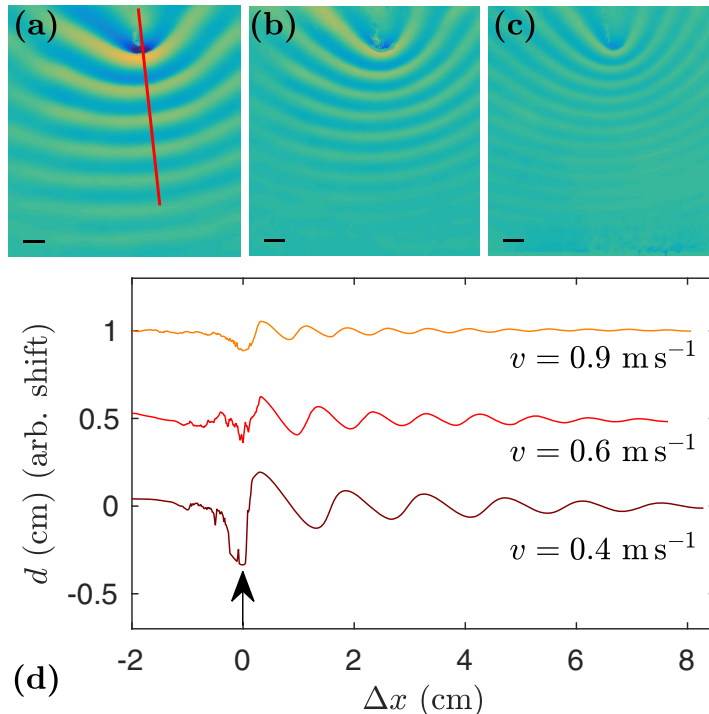 (a) (b) (c)
1
v = 0.9 m s⁻¹
0.5
v = 0.6 m s⁻¹
0
v = 0.4 m s⁻¹
-0.5
d (cm) (arb. shift)
-2 0 2 4 6 8
(d)
Δx (cm)